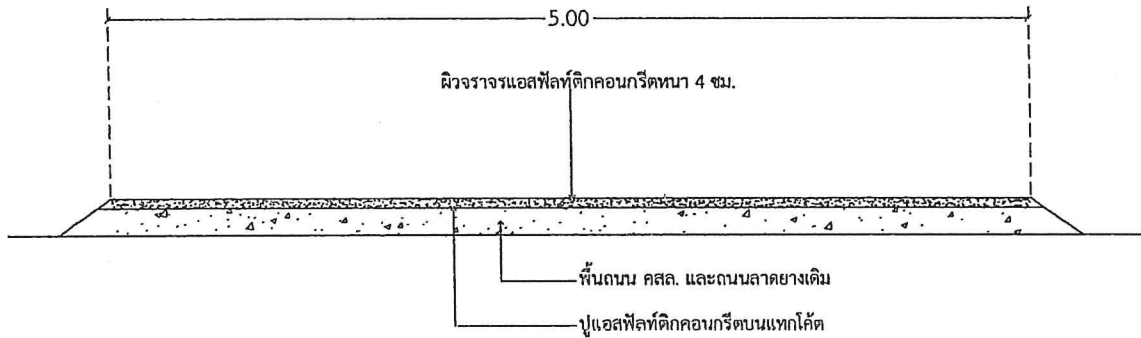 5.00
ผิวจราจรแอสฟัลท์ติกคอนกรีตหนา 4 ซม.
พื้นถนน คสล. และถนนลาดยางเดิม
ปูแอสฟัลท์ติกคอนกรีตบนแทกโค้ต